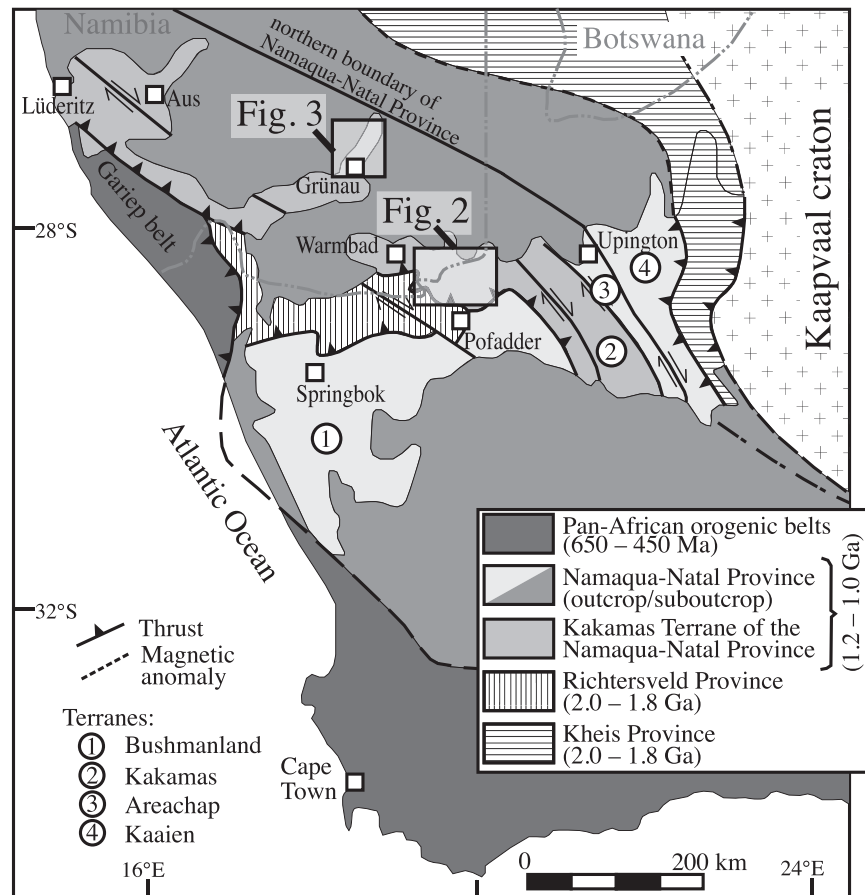 Namibia
Botswana
northern boundary of
Namaqua-Natal Province
Lüderitz
Aus
Fig. 3
Grünau
Gariep belt
Fig. 2
28°S
Warmbad
Upington
4
3
Kaapvaal craton
Pofadder
2
Springbok
1
Atlantic Ocean
Pan-African orogenic belts
(650 – 450 Ma)
Namaqua-Natal Province
(outcrop/suboutcrop)
Kakamas Terrane of the
Namaqua-Natal Province
(1.2 – 1.0 Ga)
Richtersveld Province
(2.0 – 1.8 Ga)
Kheis Province
(2.0 – 1.8 Ga)
32°S
Thrust
Magnetic
anomaly
Terranes:
1 Bushmanland
2 Kakamas
3 Areachap
4 Kaaien
Cape
Town
16°E
0 200 km
24°E